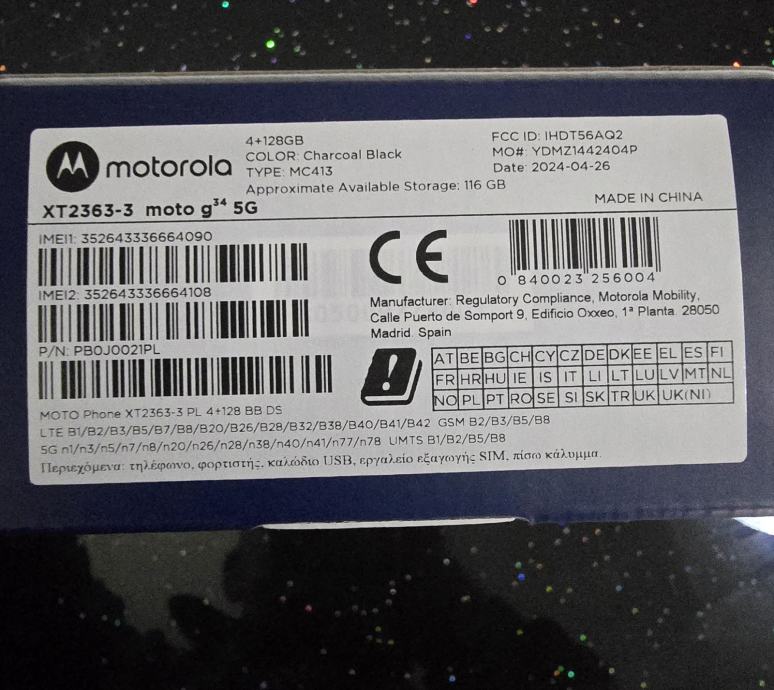 motorola
4+128GB
COLOR: Charcoal Black
TYPE: MC413
Approximate Available Storage: 116 GB
FCC ID: IHDT56AQ2
MO#: YDMZ1442404P
Date: 2024-04-26
MADE IN CHINA
XT2363-3 moto g³⁴ 5G
IMEI1: 352643336664090
IMEI2: 352643336664108
P/N: PB0J0021PL
CE
0 840023 256004
Manufacturer: Regulatory Compliance, Motorola Mobility,
Calle Puerto de Somport 9, Edificio Oxxeo, 1ª Planta. 28050
Madrid. Spain
AT BE BG CH CY CZ DE DK EE EL ES FI
FR HR HU IE IS IT LI LT LU LV MT NL
NO PL PT RO SE SI SK TR UK UK(NI)
MOTO Phone XT2363-3 PL 4+128 BB DS
LTE B1/B2/B3/B5/B7/B8/B20/B26/B28/B32/B38/B40/B41/B42 GSM B2/B3/B5/B8
5G n1/n3/n5/n7/n8/n20/n26/n28/n38/n40/n41/n77/n78 UMTS B1/B2/B5/B8
Περιεχόμενα: τηλέφωνο, φορτιστής, καλώδιο USB, εργαλείο εξαγωγής SIM, πίσω κάλυμμα.